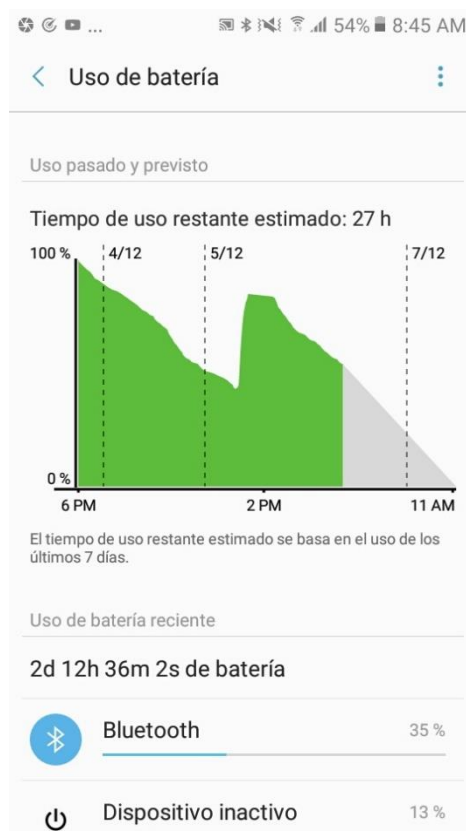 ... 54% 8:45 AM
Uso de batería
Uso pasado y previsto
Tiempo de uso restante estimado: 27 h
100 % 4/12 5/12 7/12
0 %
6 PM 2 PM 11 AM
El tiempo de uso restante estimado se basa en el uso de los
últimos 7 días.
Uso de batería reciente
2d 12h 36m 2s de batería
Bluetooth 35 %
Dispositivo inactivo 13 %